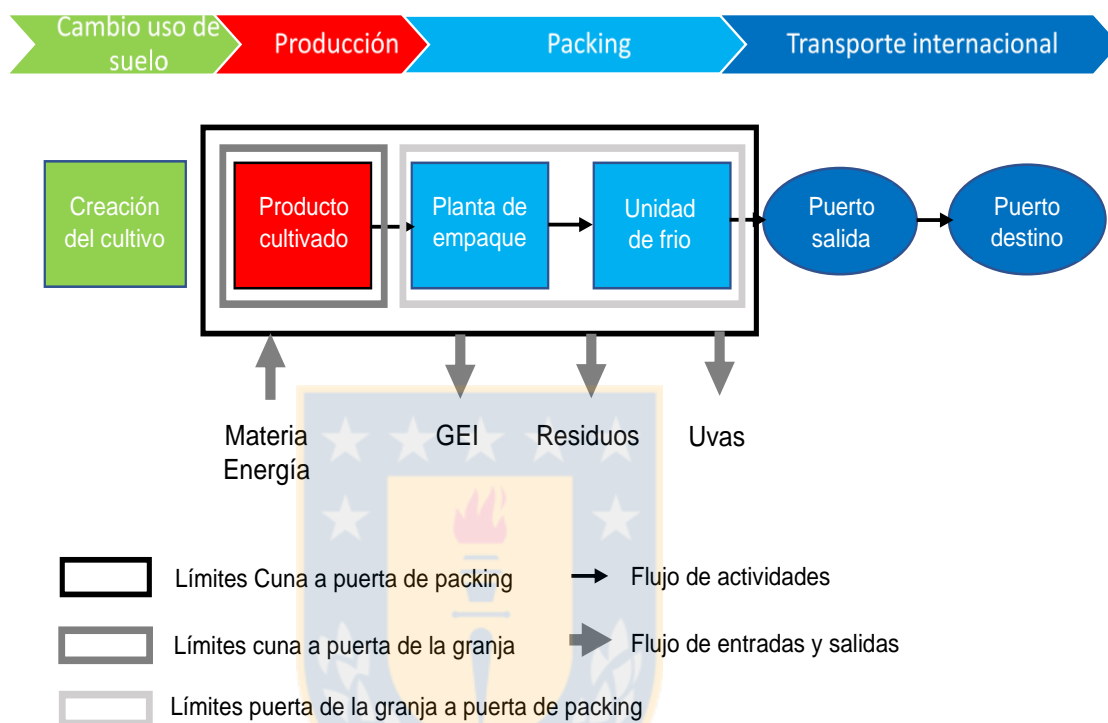 Cambio uso de
suelo
Producción
Packing
Transporte internacional
Creación
del cultivo
Producto
cultivado
Planta de
empaque
Unidad
de frio
Puerto
salida
Puerto
destino
Materia
Energía
GEI
Residuos
Uvas
Límites Cuna a puerta de packing
Flujo de actividades
Límites cuna a puerta de la granja
Flujo de entradas y salidas
Límites puerta de la granja a puerta de packing